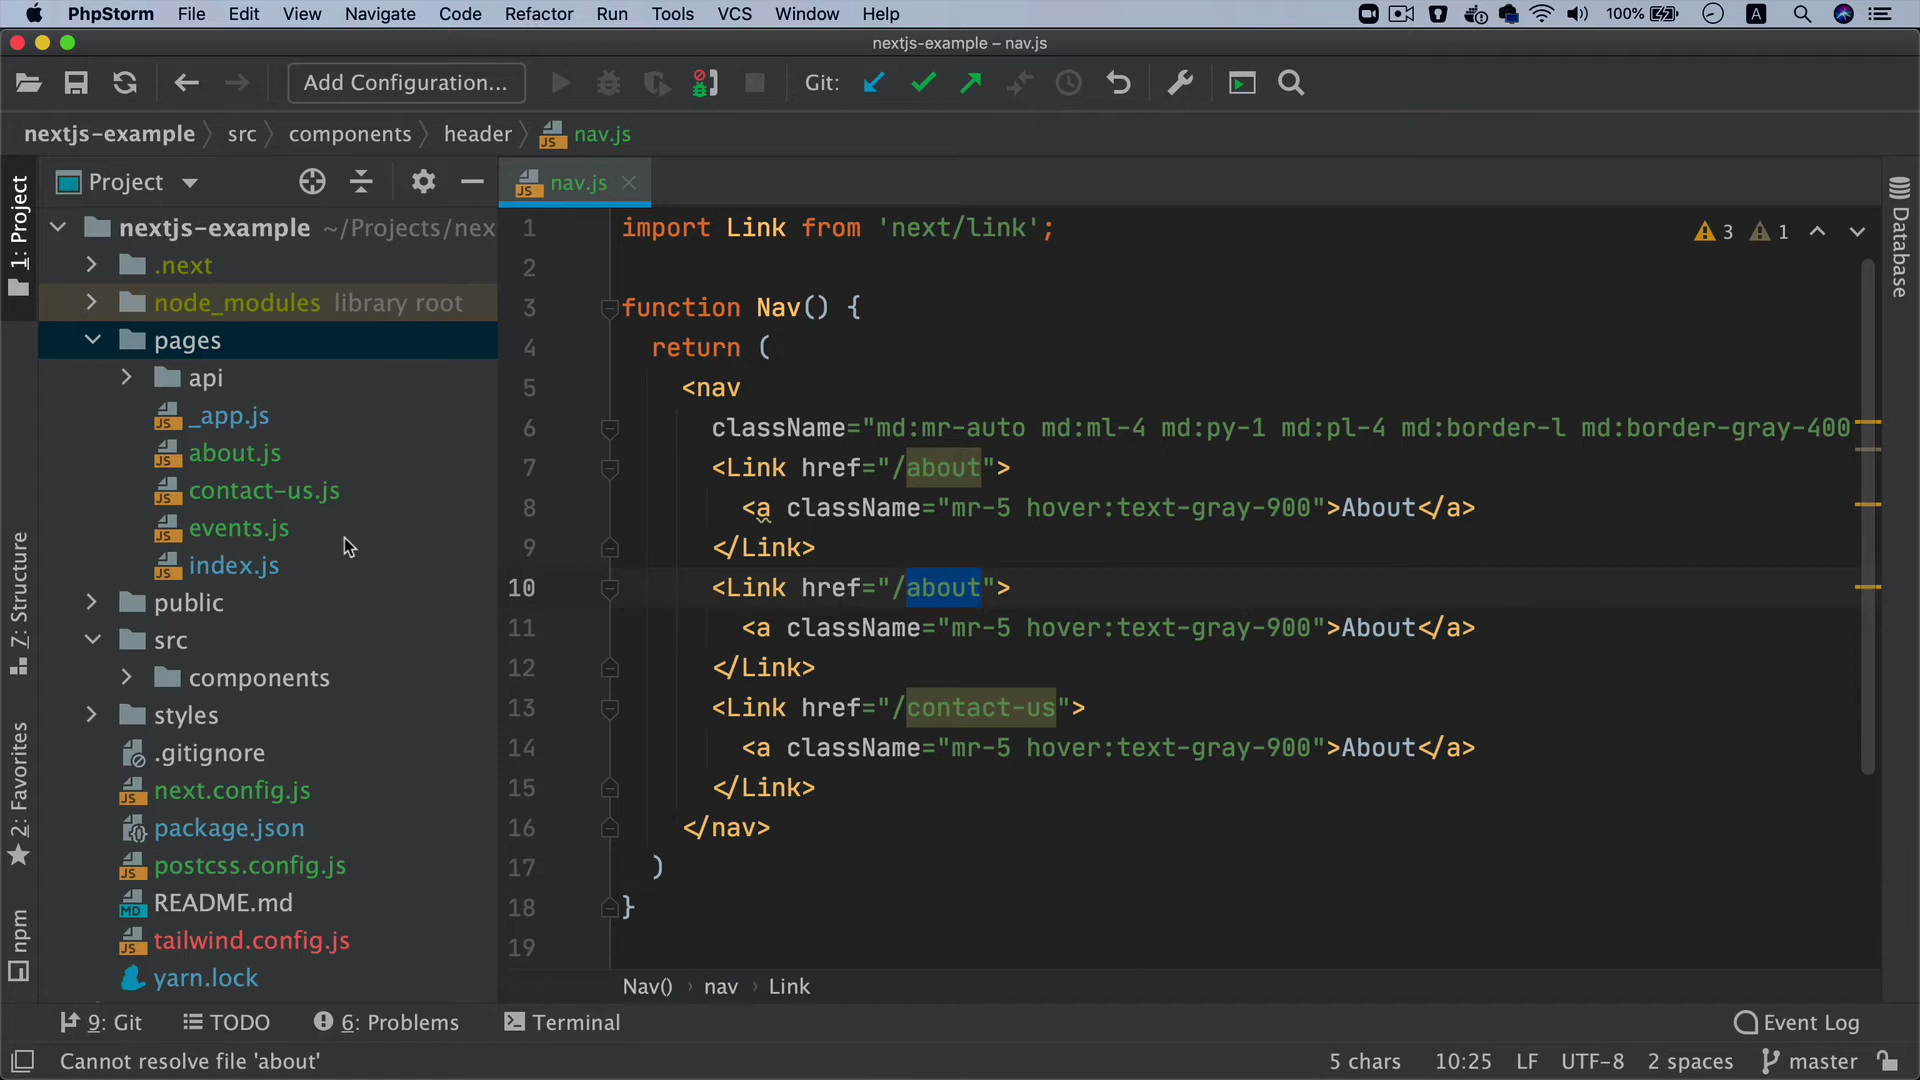 PhpStorm File Edit View Navigate Code Refactor Run Tools VCS Window Help 100% A
nextjs-example – nav.js
Add Configuration... Git:
nextjs-example src components header nav.js
1: Project
Z: Structure
2: Favorites
npm
Project
nextjs-example ~/Projects/nex
.next
node_modules library root
pages
api
_app.js
about.js
contact-us.js
events.js
index.js
public
src
components
styles
.gitignore
next.config.js
package.json
postcss.config.js
README.md
tailwind.config.js
yarn.lock
nav.js
3 1
1 import Link from 'next/link';
2
3 function Nav() {
4 return (
5 <nav
6 className="md:mr-auto md:ml-4 md:py-1 md:pl-4 md:border-l md:border-gray-400
7 <Link href="/about">
8 <a className="mr-5 hover:text-gray-900">About</a>
9 </Link>
10 <Link href="/about">
11 <a className="mr-5 hover:text-gray-900">About</a>
12 </Link>
13 <Link href="/contact-us">
14 <a className="mr-5 hover:text-gray-900">About</a>
15 </Link>
16 </nav>
17 )
18 }
19
Nav() › nav › Link
Database
9: Git TODO 6: Problems Terminal Event Log
Cannot resolve file 'about' 5 chars 10:25 LF UTF-8 2 spaces master